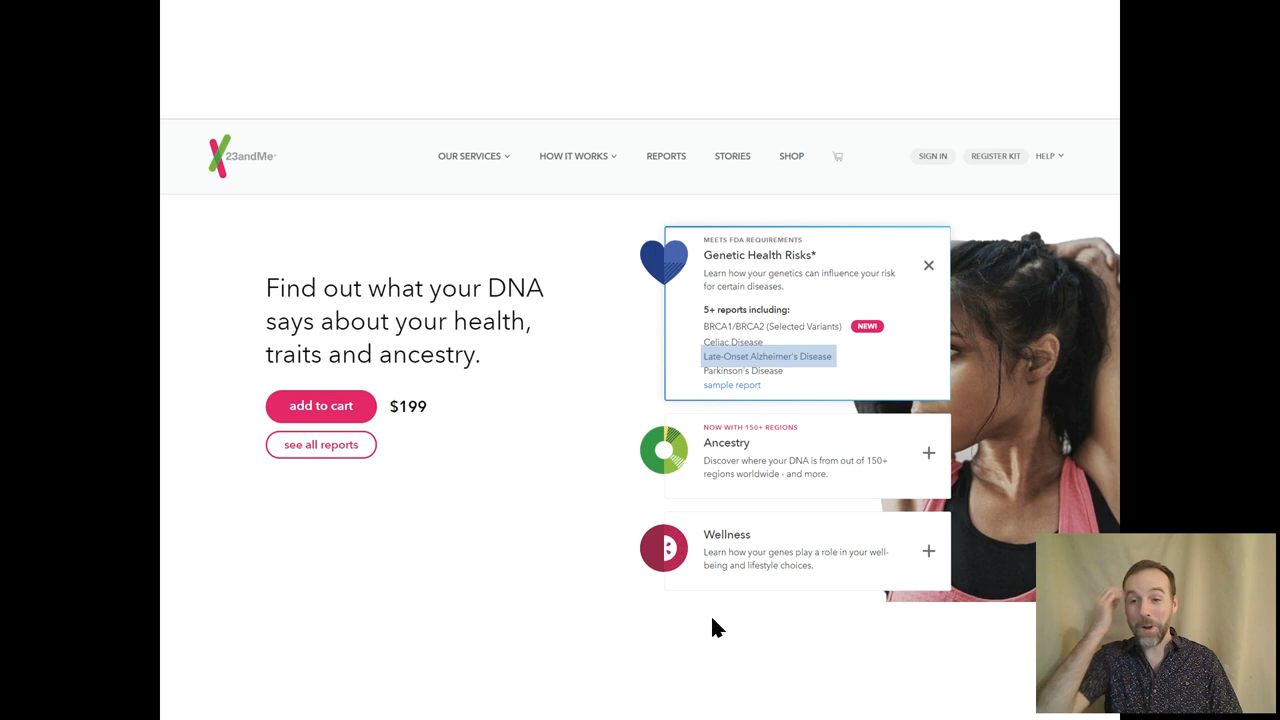 23andMe
OUR SERVICES
HOW IT WORKS
REPORTS
STORIES
SHOP
SIGN IN
REGISTER KIT
HELP
Find out what your DNA
says about your health,
traits and ancestry.
add to cart
$199
see all reports
MEETS FDA REQUIREMENTS
Genetic Health Risks*
Learn how your genetics can influence your risk
for certain diseases.
5+ reports including:
BRCA1/BRCA2 (Selected Variants) NEW!
Celiac Disease
Late-Onset Alzheimer's Disease
Parkinson's Disease
sample report
NOW WITH 150+ REGIONS
Ancestry
Discover where your DNA is from out of 150+
regions worldwide - and more.
Wellness
Learn how your genes play a role in your well-
being and lifestyle choices.